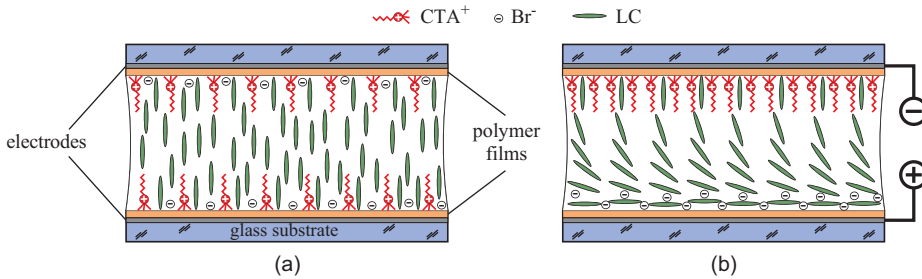 CTA⁺ Br⁻ LC
electrodes
polymer
films
glass substrate
(a) (b)